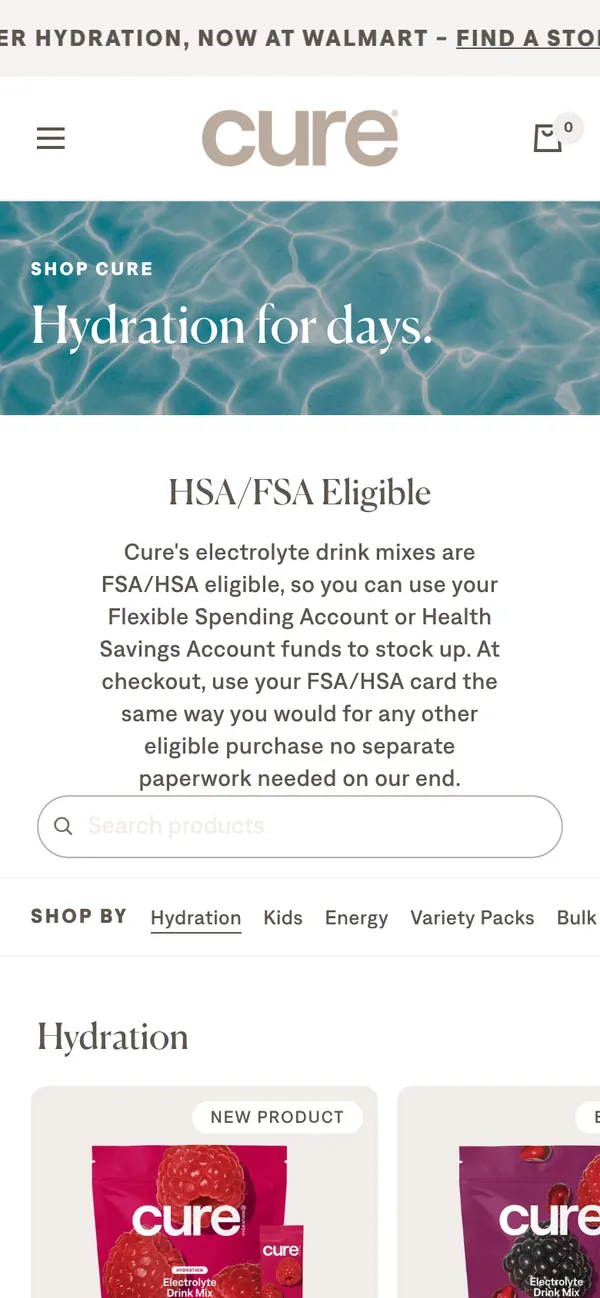 HYDRATION, NOW AT WALMART – FIND A
cure®
0
SHOP CURE
Hydration for days.
HSA/FSA Eligible
Cure's electrolyte drink mixes are
FSA/HSA eligible, so you can use your
Flexible Spending Account or Health
Savings Account funds to stock up. At
checkout, use your FSA/HSA card the
same way you would for any other
eligible purchase no separate
paperwork needed on our end.
Search products
SHOP BY Hydration Kids Energy Variety Packs Bulk
Hydration
NEW PRODUCT
cure
cure
cure
HYDRATION
Electrolyte
Drink Mix
Electrolyte
Drink Mix